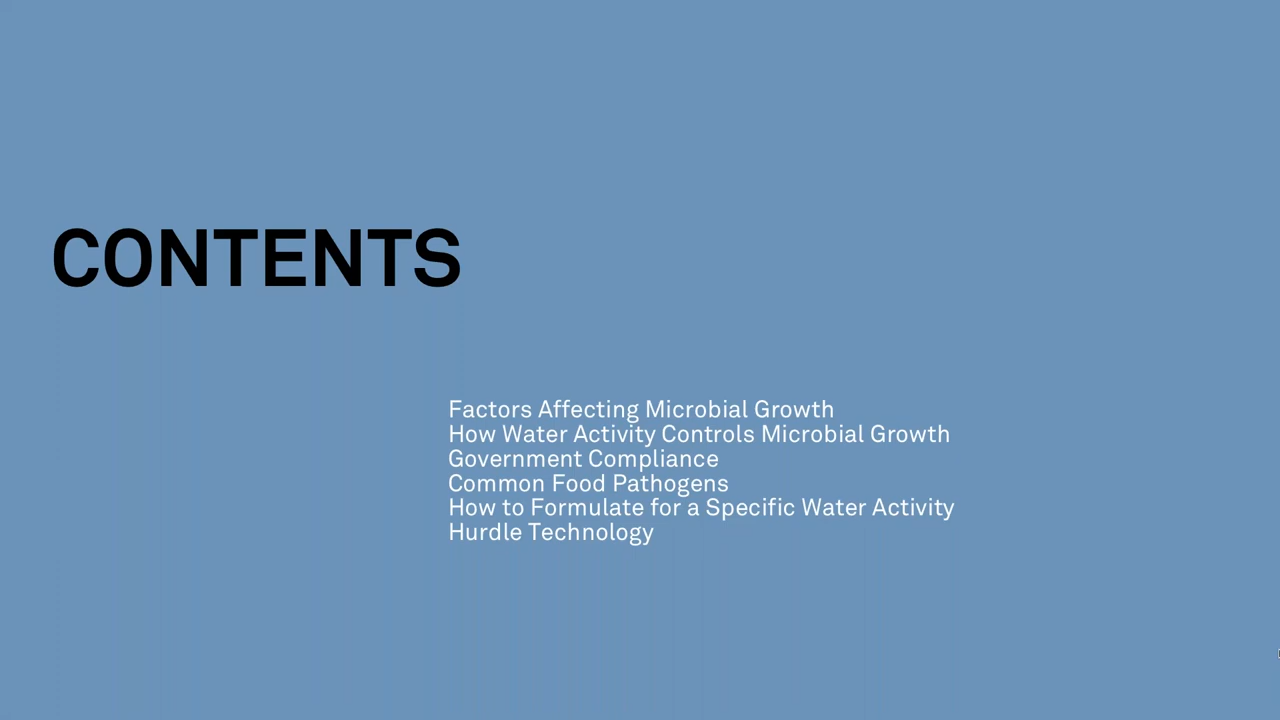 CONTENTS
Factors Affecting Microbial Growth
How Water Activity Controls Microbial Growth
Government Compliance
Common Food Pathogens
How to Formulate for a Specific Water Activity
Hurdle Technology